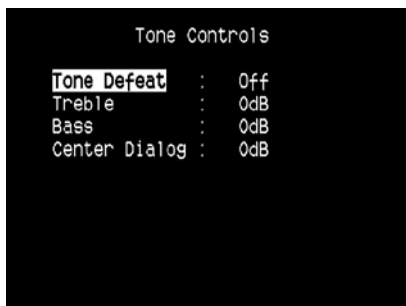 Tone Controls
Tone Defeat : Off
Treble : 0dB
Bass : 0dB
Center Dialog : 0dB